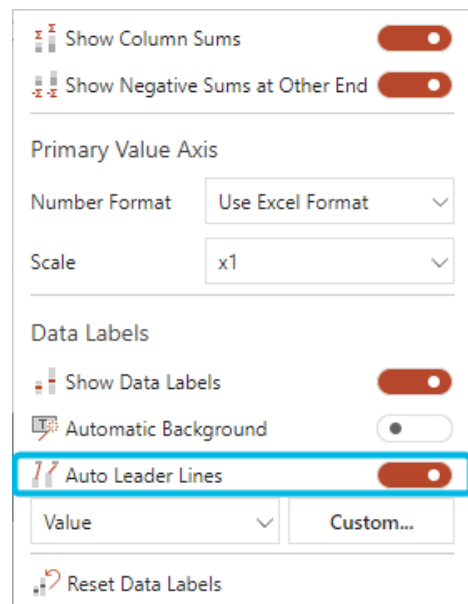 Show Column Sums
Show Negative Sums at Other End
Primary Value Axis
Number Format Use Excel Format
Scale x1
Data Labels
Show Data Labels
Automatic Background
Auto Leader Lines
Value Custom...
Reset Data Labels